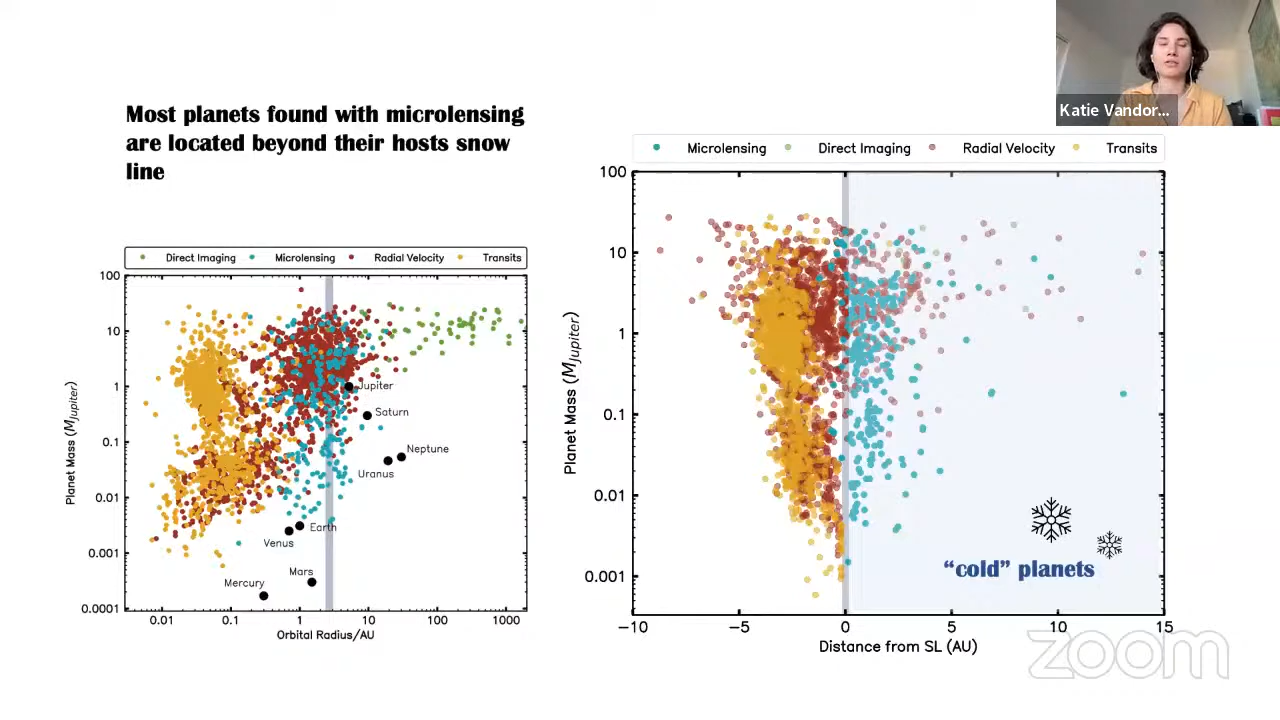 Katie Vandor...
Most planets found with microlensing
are located beyond their hosts snow
line
Direct Imaging Microlensing Radial Velocity Transits
100
10
1
0.1
0.01
0.001
0.0001
Planet Mass (MJupiter)
Jupiter
Saturn
Neptune
Uranus
Earth
Venus
Mars
Mercury
0.01 0.1 1 10 100 1000
Orbital Radius/AU
Microlensing Direct Imaging Radial Velocity Transits
100
10
1
0.1
0.01
0.001
Planet Mass (MJupiter)
“cold” planets
−10 −5 0 5 10 15
Distance from SL (AU)
zoom